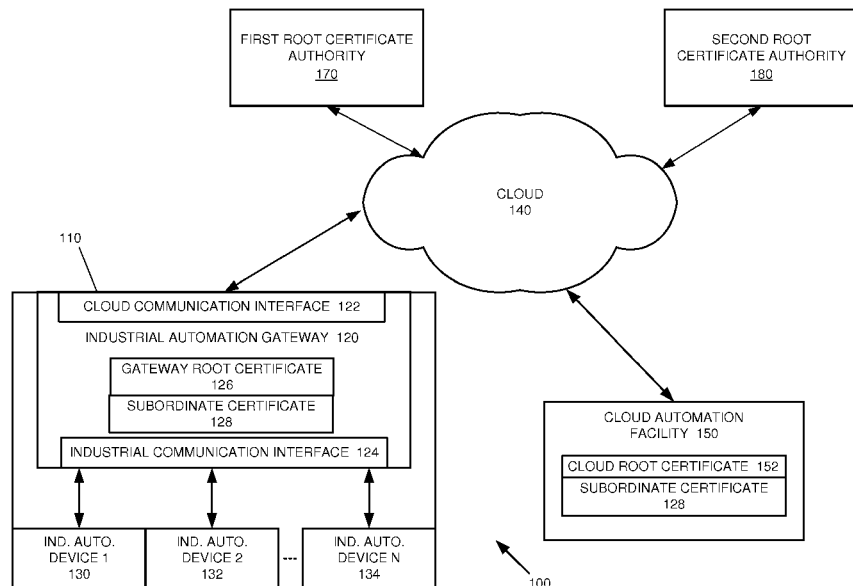 FIRST ROOT CERTIFICATE
AUTHORITY
170
SECOND ROOT
CERTIFICATE AUTHORITY
180
CLOUD
140
110
CLOUD COMMUNICATION INTERFACE 122
INDUSTRIAL AUTOMATION GATEWAY 120
GATEWAY ROOT CERTIFICATE
126
SUBORDINATE CERTIFICATE
128
INDUSTRIAL COMMUNICATION INTERFACE 124
CLOUD AUTOMATION
FACILITY 150
CLOUD ROOT CERTIFICATE 152
SUBORDINATE CERTIFICATE
128
IND. AUTO.
DEVICE 1
130
IND. AUTO.
DEVICE 2
132
---
IND. AUTO.
DEVICE N
134
100